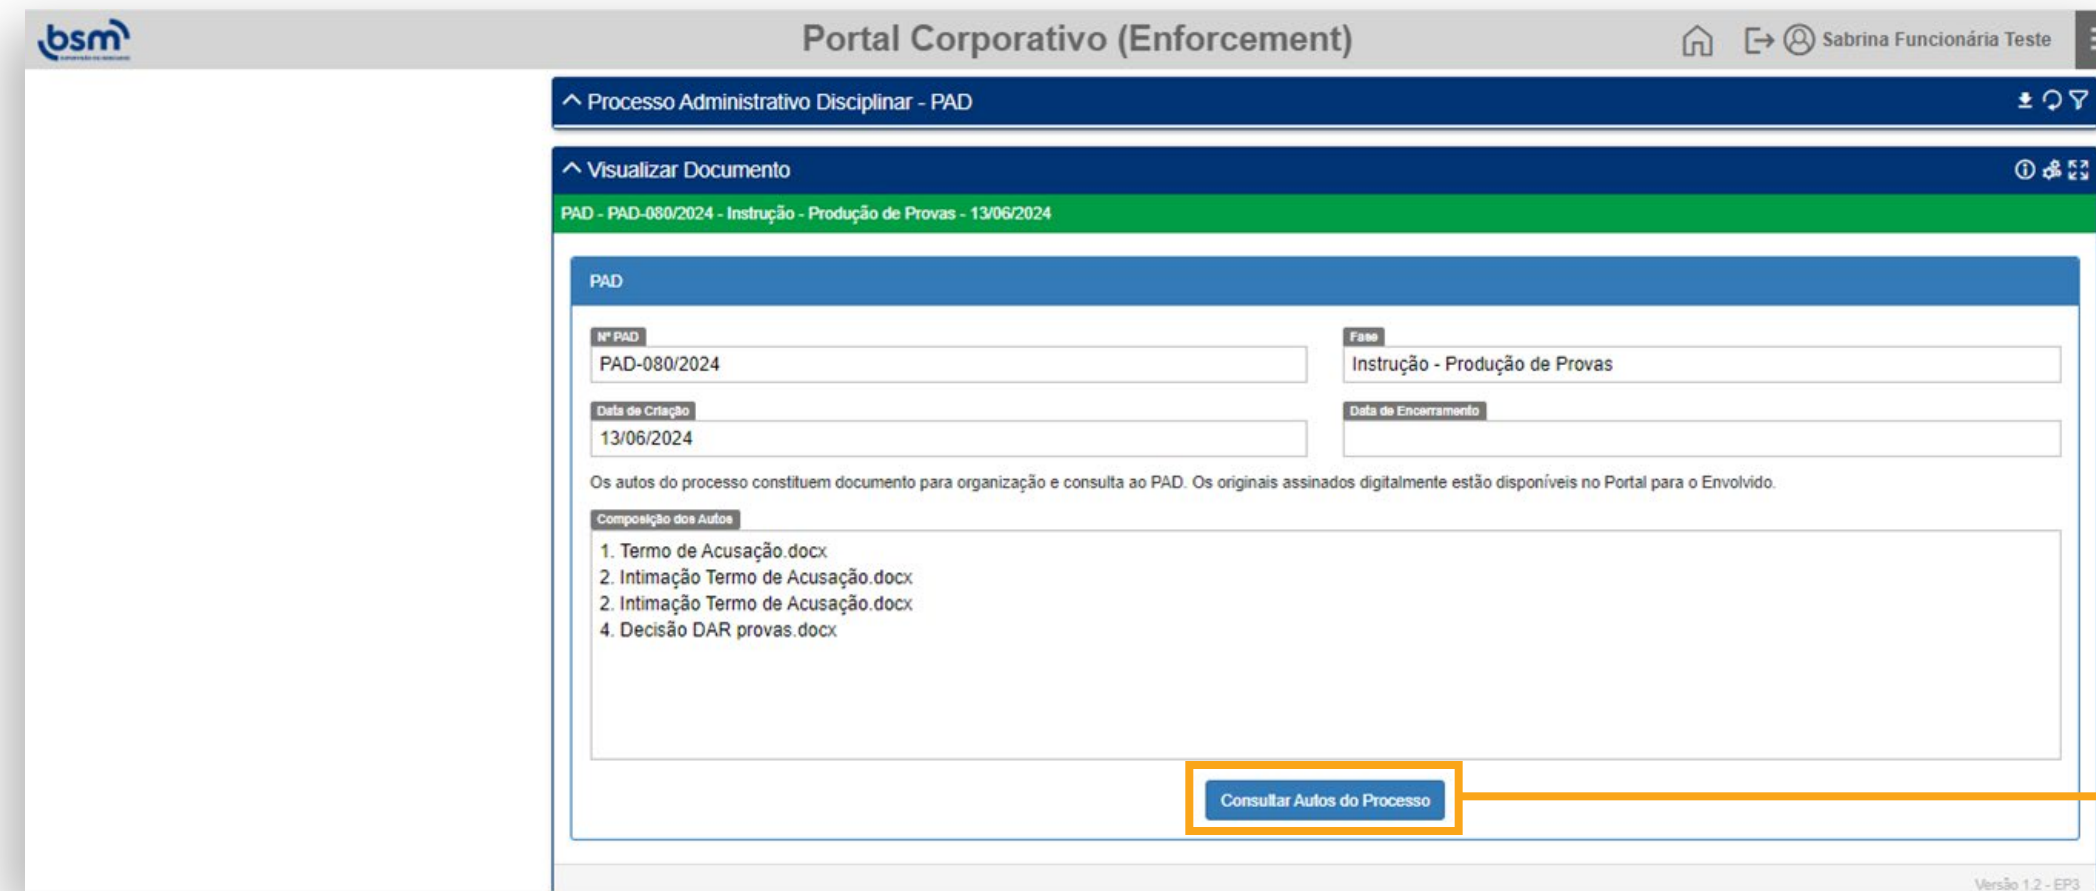 bsm
Portal Corporativo (Enforcement)
Sabrina Funcionária Teste
Processo Administrativo Disciplinar - PAD
Visualizar Documento
PAD - PAD-080/2024 - Instrução - Produção de Provas - 13/06/2024
PAD
Nº PAD
PAD-080/2024
Fase
Instrução - Produção de Provas
Data de Criação
13/06/2024
Data de Encerramento
Os autos do processo constituem documento para organização e consulta ao PAD. Os originais assinados digitalmente estão disponíveis no Portal para o Envolvido.
Composição dos Autos
1. Termo de Acusação.docx
2. Intimação Termo de Acusação.docx
2. Intimação Termo de Acusação.docx
4. Decisão DAR provas.docx
Consultar Autos do Processo
Versão 1.2 - EP3